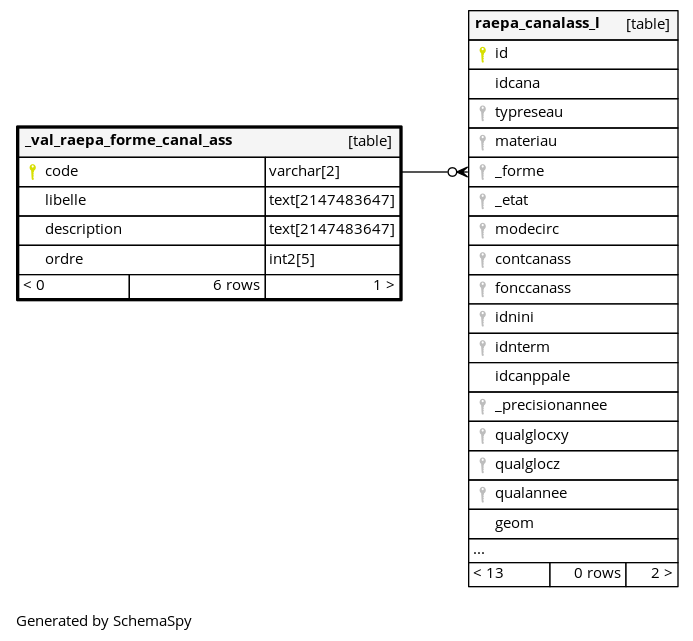 raepa_canalass_l [table]
id
idcana
typreseau
materiau
_forme
_etat
modecirc
contcanass
fonccanass
idnini
idnterm
idcanppale
_precisionannee
qualglocxy
qualglocz
qualannee
geom
...
< 13 0 rows 2 >
_val_raepa_forme_canal_ass [table]
code varchar[2]
libelle text[2147483647]
description text[2147483647]
ordre int2[5]
< 0 6 rows 1 >
Generated by SchemaSpy